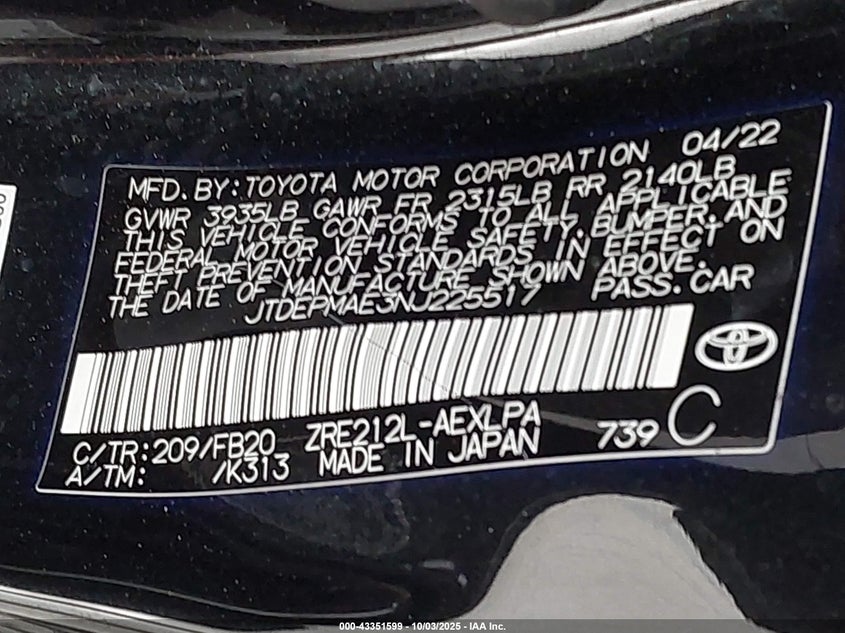 MFD. BY: TOYOTA MOTOR CORPORATION 04/22
GVWR 3935LB GAWR FR 2315LB RR 2140LB
THIS VEHICLE CONFORMS TO ALL APPLICABLE
FEDERAL MOTOR VEHICLE SAFETY, BUMPER, AND
THEFT PREVENTION STANDARDS IN EFFECT ON
THE DATE OF MANUFACTURE SHOWN ABOVE.
JTDEPMAE3NJ225517 PASS. CAR
C/TR: 209/FB20 ZRE212L-AEXLPA 739 C
A/TM: /K313 MADE IN JAPAN
000-43351599 - 10/03/2025 - IAA Inc.